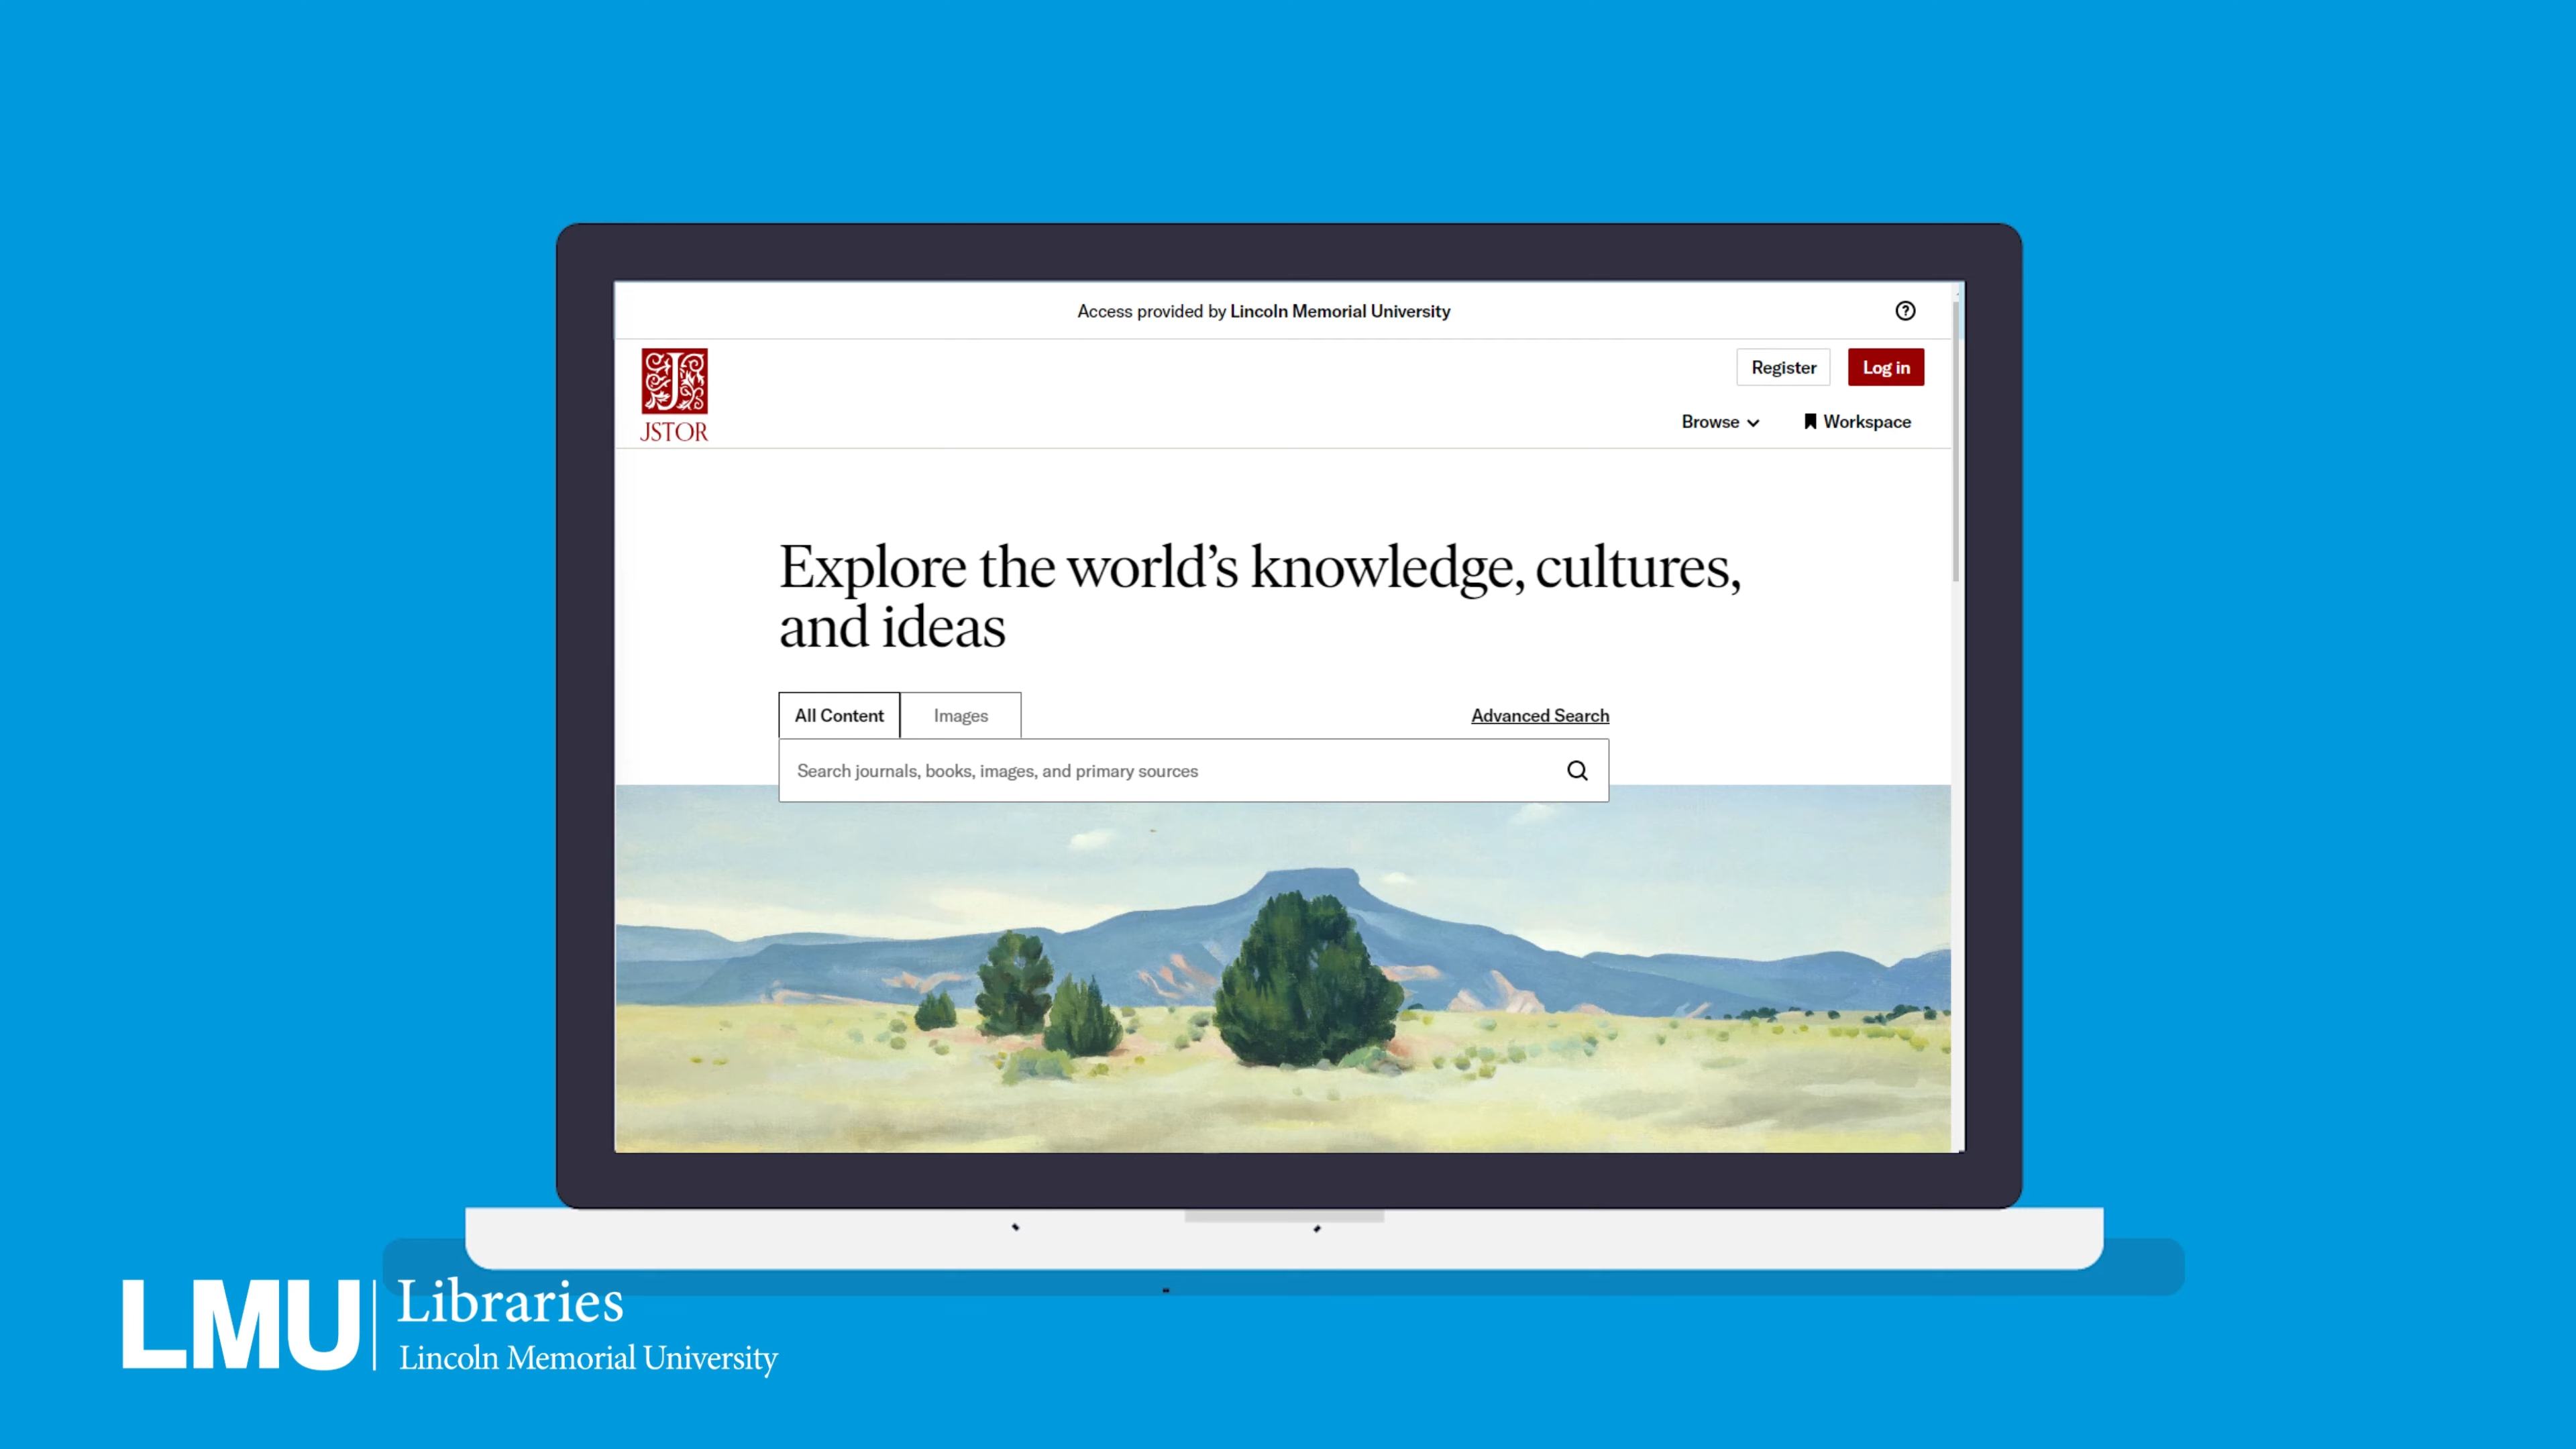 Access provided by Lincoln Memorial University
Register
Log in
JSTOR
Browse
Workspace
Explore the world’s knowledge, cultures,
and ideas
All Content
Images
Advanced Search
Search journals, books, images, and primary sources
LMU
Libraries
Lincoln Memorial University